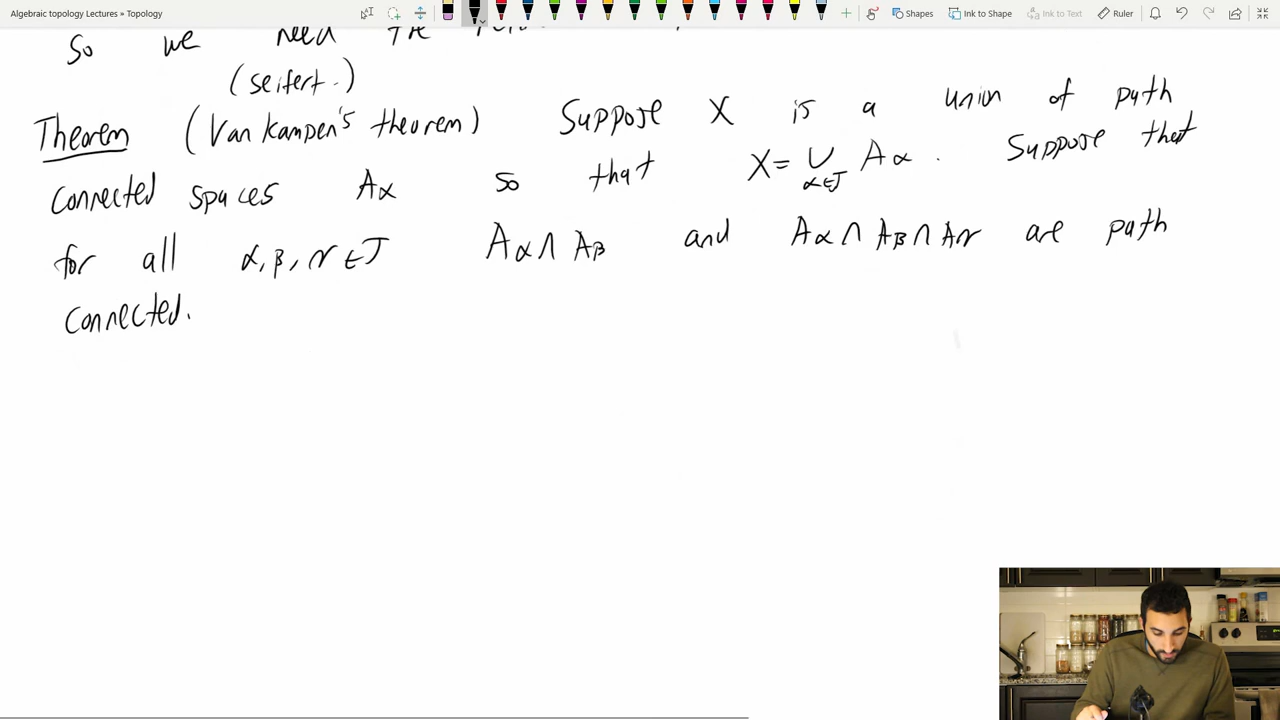 Algebraic topology Lectures » Topology
Shapes Ink to Shape Ink to Text Ruler
So we need the
(Seifert.)
Theorem (Van Kampen's theorem) Suppose X is a union of path
Connected spaces Aα so that X = ∪ Aα. Suppose that
α∈J
for all α, β, γ ∈ J Aα ∩ Aβ and Aα ∩ Aβ ∩ Aγ are path
Connected.